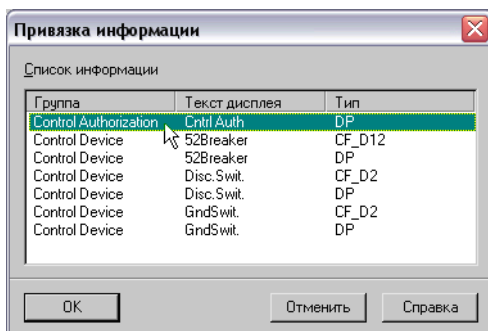 Привязка информации
Список информации
Группа Текст дисплея Тип
Control Authorization Cntrl Auth DP
Control Device 52Breaker CF_D12
Control Device 52Breaker DP
Control Device Disc.Swit. CF_D2
Control Device Disc.Swit. DP
Control Device GndSwit. CF_D2
Control Device GndSwit. DP
OK Отменить Справка